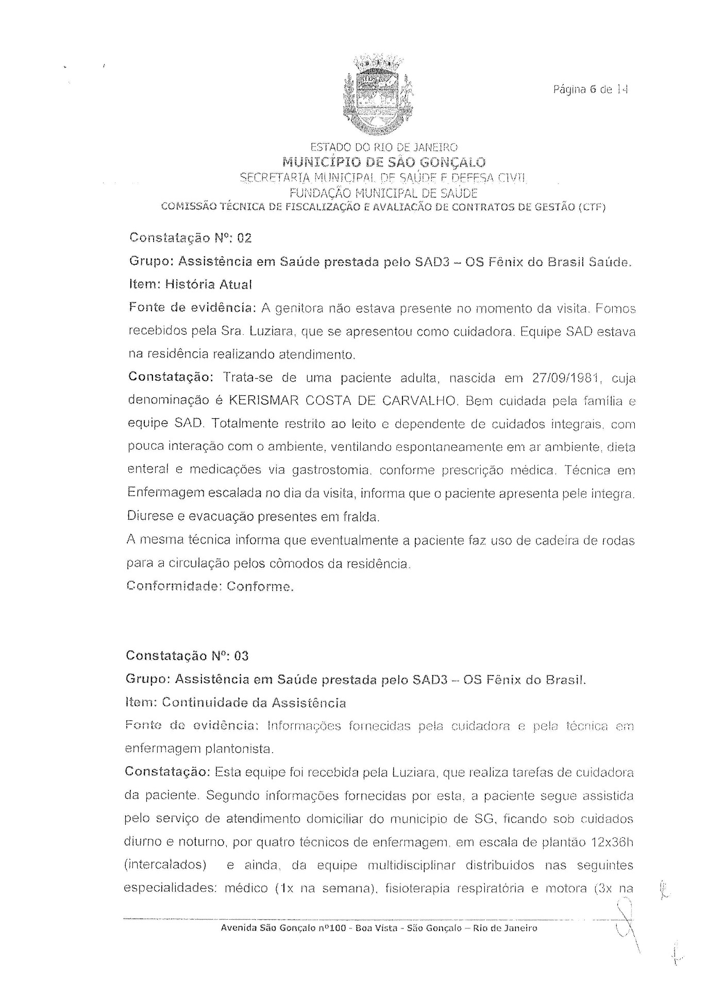 Página 6 de 14
ESTADO DO RIO DE JANEIRO
MUNICÍPIO DE SÃO GONÇALO
SECRETARIA MUNICIPAL DE SAÚDE E DEFESA CIVIL
FUNDAÇÃO MUNICIPAL DE SAÚDE
COMISSÃO TÉCNICA DE FISCALIZAÇÃO E AVALIACÃO DE CONTRATOS DE GESTÃO (CTF)
Constatação Nº: 02
Grupo: Assistência em Saúde prestada pelo SAD3 – OS Fênix do Brasil Saúde.
Item: História Atual
Fonte de evidência: A genitora não estava presente no momento da visita. Fomos
recebidos pela Sra. Luziara, que se apresentou como cuidadora. Equipe SAD estava
na residência realizando atendimento.
Constatação: Trata-se de uma paciente adulta, nascida em 27/09/1981, cuja
denominação é KERISMAR COSTA DE CARVALHO. Bem cuidada pela família e
equipe SAD. Totalmente restrito ao leito e dependente de cuidados integrais, com
pouca interação com o ambiente, ventilando espontaneamente em ar ambiente, dieta
enteral e medicações via gastrostomia, conforme prescrição médica. Técnica em
Enfermagem escalada no dia da visita, informa que o paciente apresenta pele integra.
Diurese e evacuação presentes em fralda.
A mesma técnica informa que eventualmente a paciente faz uso de cadeira de rodas
para a circulação pelos cômodos da residência.
Conformidade: Conforme.
Constatação Nº: 03
Grupo: Assistência em Saúde prestada pelo SAD3 – OS Fênix do Brasil.
Item: Continuidade da Assistência
Fonte de evidência: Informações fornecidas pela cuidadora e pela técnica em
enfermagem plantonista.
Constatação: Esta equipe foi recebida pela Luziara, que realiza tarefas de cuidadora
da paciente. Segundo informações fornecidas por esta, a paciente segue assistida
pelo serviço de atendimento domiciliar do município de SG, ficando sob cuidados
diurno e noturno, por quatro técnicos de enfermagem, em escala de plantão 12x36h
(intercalados) e ainda, da equipe multidisciplinar distribuidos nas seguintes
especialidades: médico (1x na semana), fisioterapia respiratória e motora (3x na
Avenida São Gonçalo nº100 - Boa Vista - São Gonçalo – Rio de Janeiro